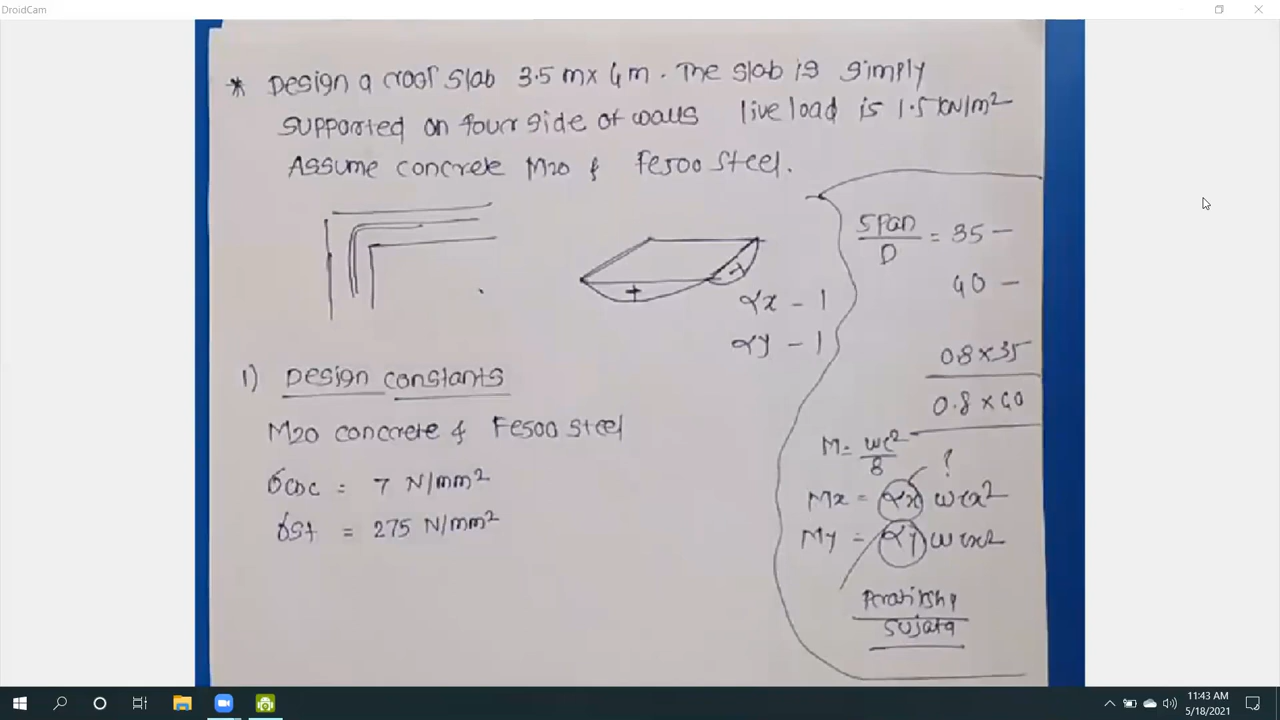 DroidCam
* Design a roof slab 3.5 m x 4 m. The slab is simply
supported on four side of walls live load is 1.5 kN/m²
Assume concrete M20 & Fe500 steel.
Span/D = 35 –
40 –
+
αx – 1
αy – 1
0.8 x 35
0.8 x 40
1) Design constants
M20 concrete & Fe500 steel
σcbc = 7 N/mm²
σst = 275 N/mm²
M = wl²/8
?
Mx = αx wlx²
My = αy wlx²
Sujata
11:43 AM
5/18/2021